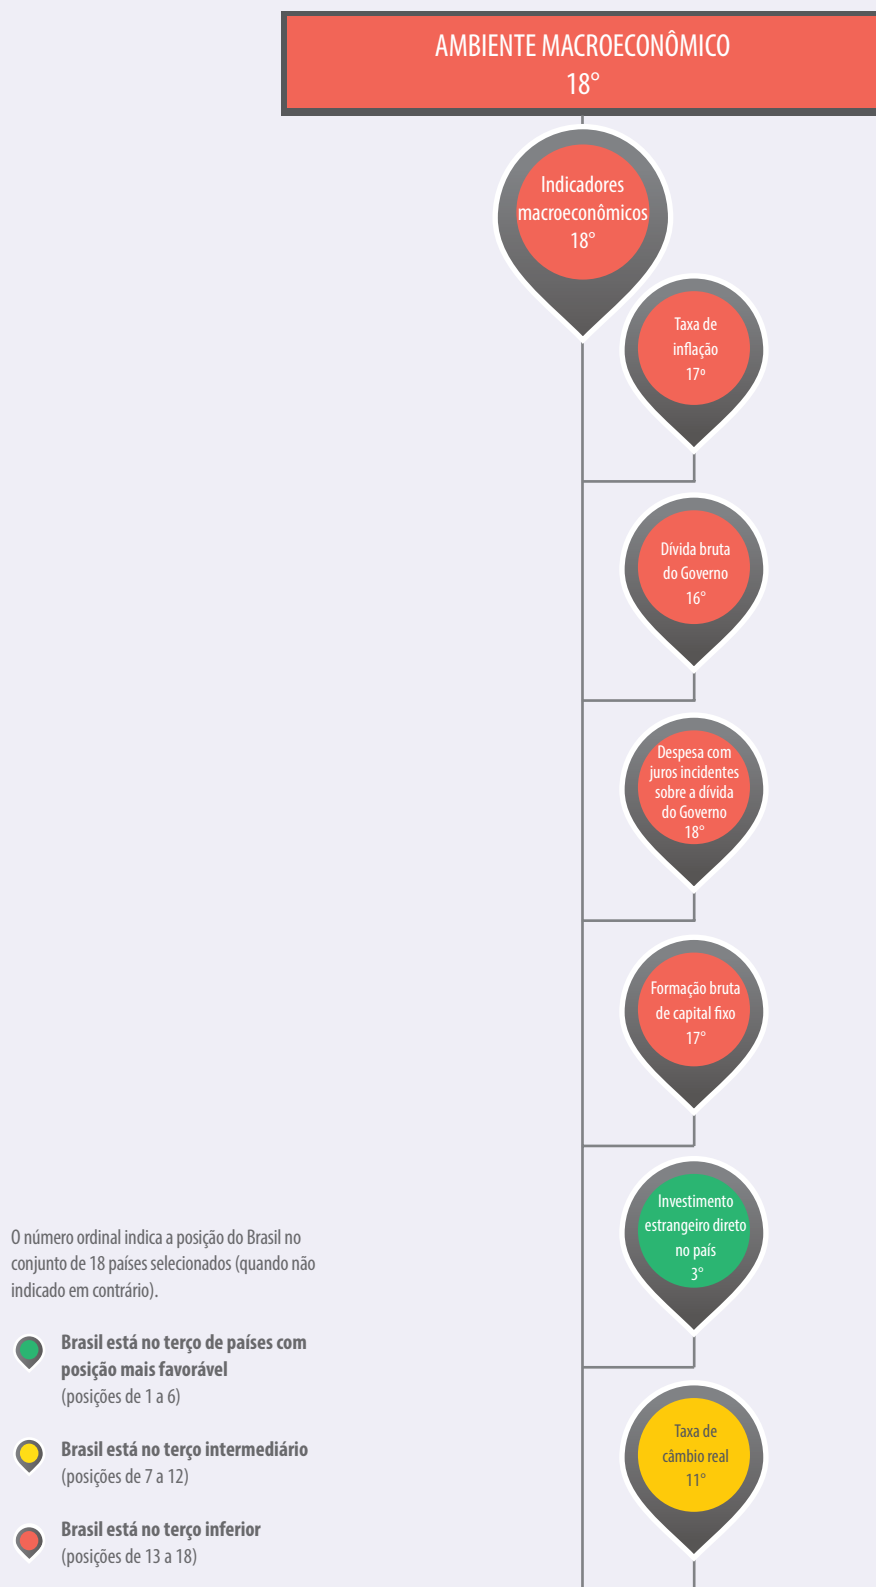 AMBIENTE MACROECONÔMICO
18°
Indicadores
macroeconômicos
18°
Taxa de
inflação
17º
Dívida bruta
do Governo
16°
Despesa com
juros incidentes
sobre a dívida
do Governo
18°
Formação bruta
de capital fixo
17°
Investimento
estrangeiro direto
no país
3°
Taxa de
câmbio real
11°
O número ordinal indica a posição do Brasil no
conjunto de 18 países selecionados (quando não
indicado em contrário).
Brasil está no terço de países com
posição mais favorável
(posições de 1 a 6)
Brasil está no terço intermediário
(posições de 7 a 12)
Brasil está no terço inferior
(posições de 13 a 18)